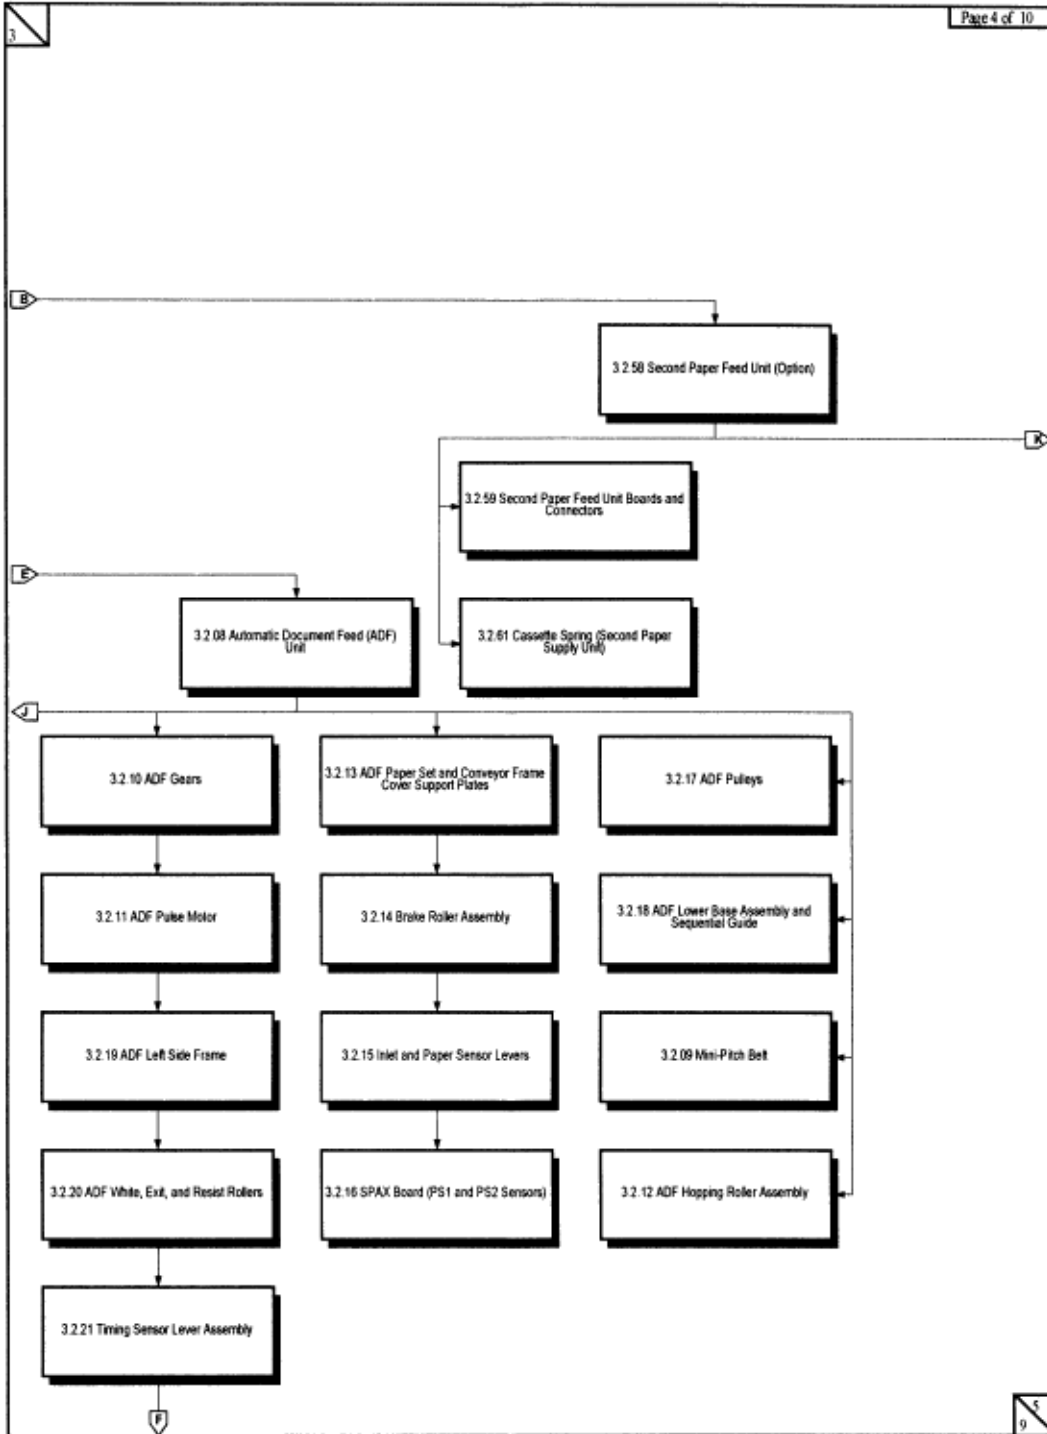 3
Page 4 of 10
B
3.2.58 Second Paper Feed Unit (Option)
K
3.2.59 Second Paper Feed Unit Boards and
Connectors
E
3.2.08 Automatic Document Feed (ADF)
Unit
3.2.61 Cassette Spring (Second Paper
Supply Unit)
J
3.2.10 ADF Gears
3.2.13 ADF Paper Set and Conveyor Frame
Cover Support Plates
3.2.17 ADF Pulleys
3.2.11 ADF Pulse Motor
3.2.14 Brake Roller Assembly
3.2.18 ADF Lower Base Assembly and
Sequential Guide
3.2.19 ADF Left Side Frame
3.2.15 Inlet and Paper Sensor Levers
3.2.09 Mini-Pitch Belt
3.2.20 ADF White, Exit, and Resist Rollers
3.2.16 SPAX Board (PS1 and PS2 Sensors)
3.2.12 ADF Hopping Roller Assembly
3.2.21 Timing Sensor Lever Assembly
F
5
9